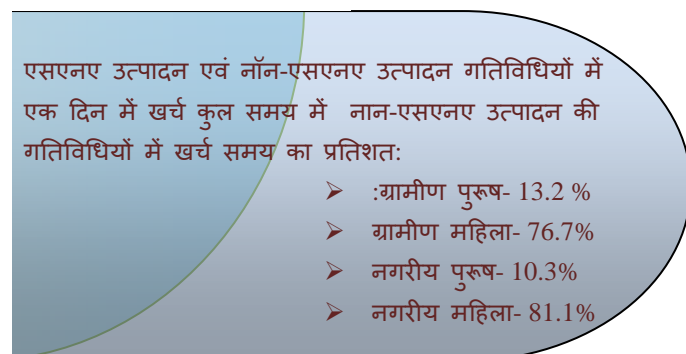 एसएनए उत्पादन एवं नॉन-एसएनए उत्पादन गतिविधियों में
एक दिन में खर्च कुल समय में नान-एसएनए उत्पादन की
गतिविधियों में खर्च समय का प्रतिशत:
➢ :ग्रामीण पुरूष- 13.2 %
➢ ग्रामीण महिला- 76.7%
➢ नगरीय पुरूष- 10.3%
➢ नगरीय महिला- 81.1%